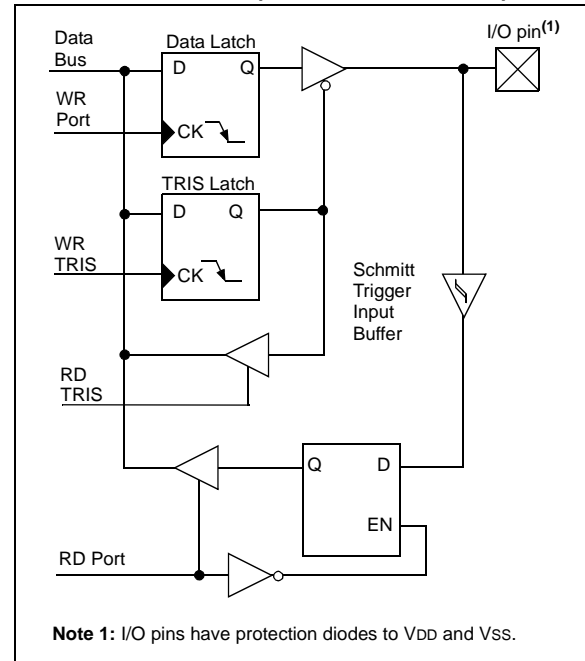 I/O pin(1)
Data
Bus
Data Latch
D Q
WR
Port
CK
TRIS Latch
D Q
WR
TRIS
CK
Schmitt
Trigger
Input
Buffer
RD
TRIS
Q D
EN
RD Port
Note 1: I/O pins have protection diodes to VDD and VSS.